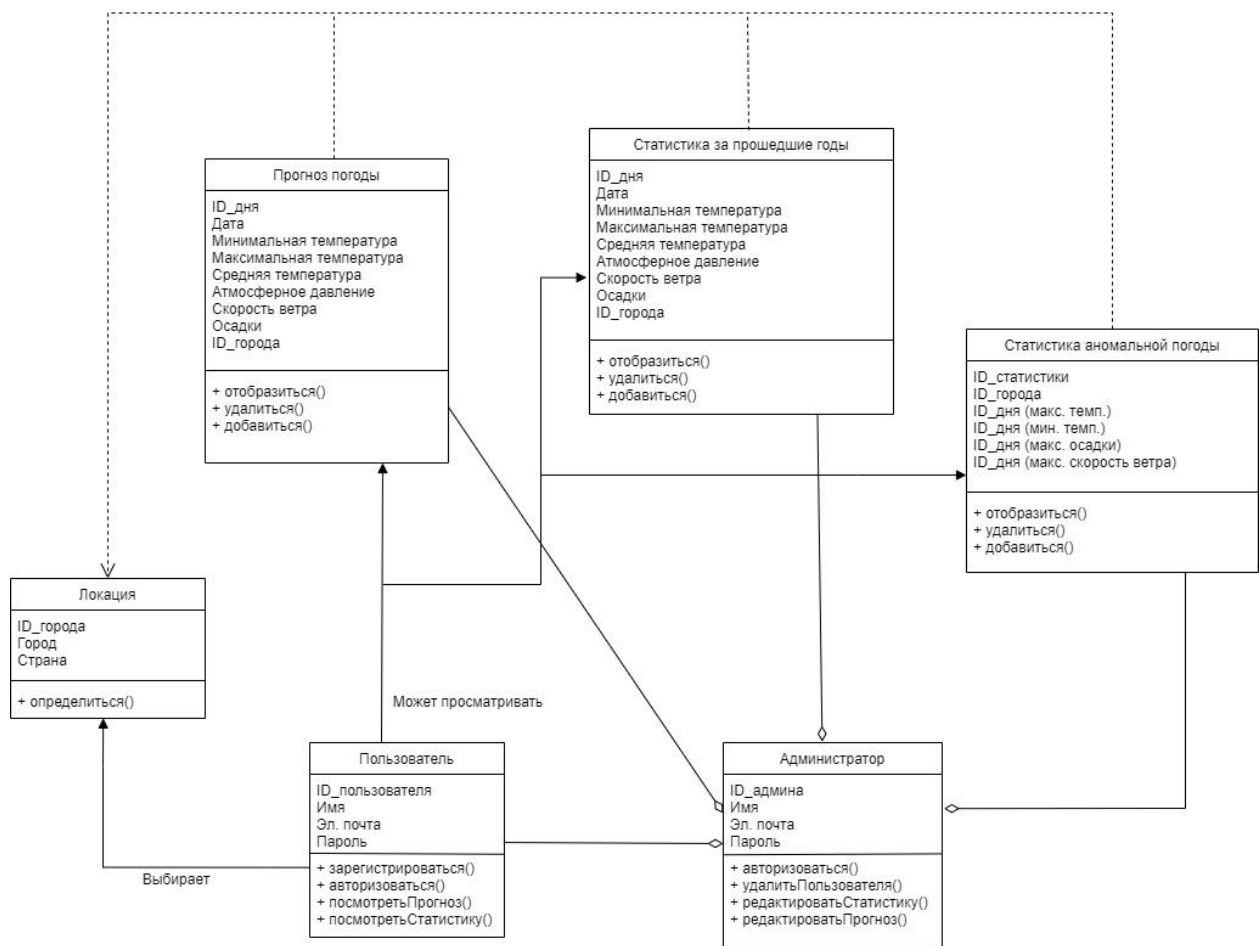 Прогноз погоды
ID_дня
Дата
Минимальная температура
Максимальная температура
Средняя температура
Атмосферное давление
Скорость ветра
Осадки
ID_города
+ отобразиться()
+ удалиться()
+ добавиться()
Статистика за прошедшие годы
ID_дня
Дата
Минимальная температура
Максимальная температура
Средняя температура
Атмосферное давление
Скорость ветра
Осадки
ID_города
+ отобразиться()
+ удалиться()
+ добавиться()
Статистика аномальной погоды
ID_статистики
ID_города
ID_дня (макс. темп.)
ID_дня (мин. темп.)
ID_дня (макс. осадки)
ID_дня (макс. скорость ветра)
+ отобразиться()
+ удалиться()
+ добавиться()
Локация
ID_города
Город
Страна
+ определиться()
Может просматривать
Выбирает
Пользователь
ID_пользователя
Имя
Эл. почта
Пароль
+ зарегистрироваться()
+ авторизоваться()
+ посмотретьПрогноз()
+ посмотретьСтатистику()
Администратор
ID_админа
Имя
Эл. почта
Пароль
+ авторизоваться()
+ удалитьПользователя()
+ редактироватьСтатистику()
+ редактироватьПрогноз()